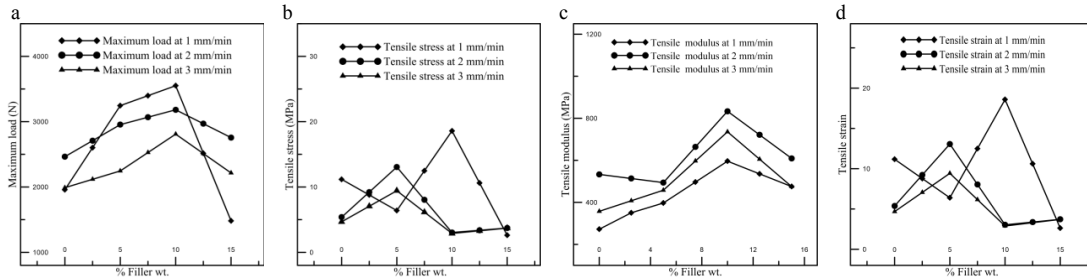 a
Maximum load at 1 mm/min
Maximum load at 2 mm/min
Maximum load at 3 mm/min
Maximum load
(N)
4000
3000
2000
1000
0 5 10 15
% Filler wt.
b
Tensile stress at 1 mm/min
Tensile stress at 2 mm/min
Tensile stress at 3 mm/min
Tensile stress (MPa)
30
20
10
0
0 5 10 15
% Filler wt.
c
Tensile modulus at 1 mm/min
Tensile modulus at 2 mm/min
Tensile modulus at 3 mm/min
Tensile modulus (MPa)
1200
800
400
0 5 10 15
% Filler wt.
d
Tensile strain at 1 mm/min
Tensile strain at 2 mm/min
Tensile strain at 3 mm/min
Tensile strain
20
10
0
0 5 10 15
% Filler wt.